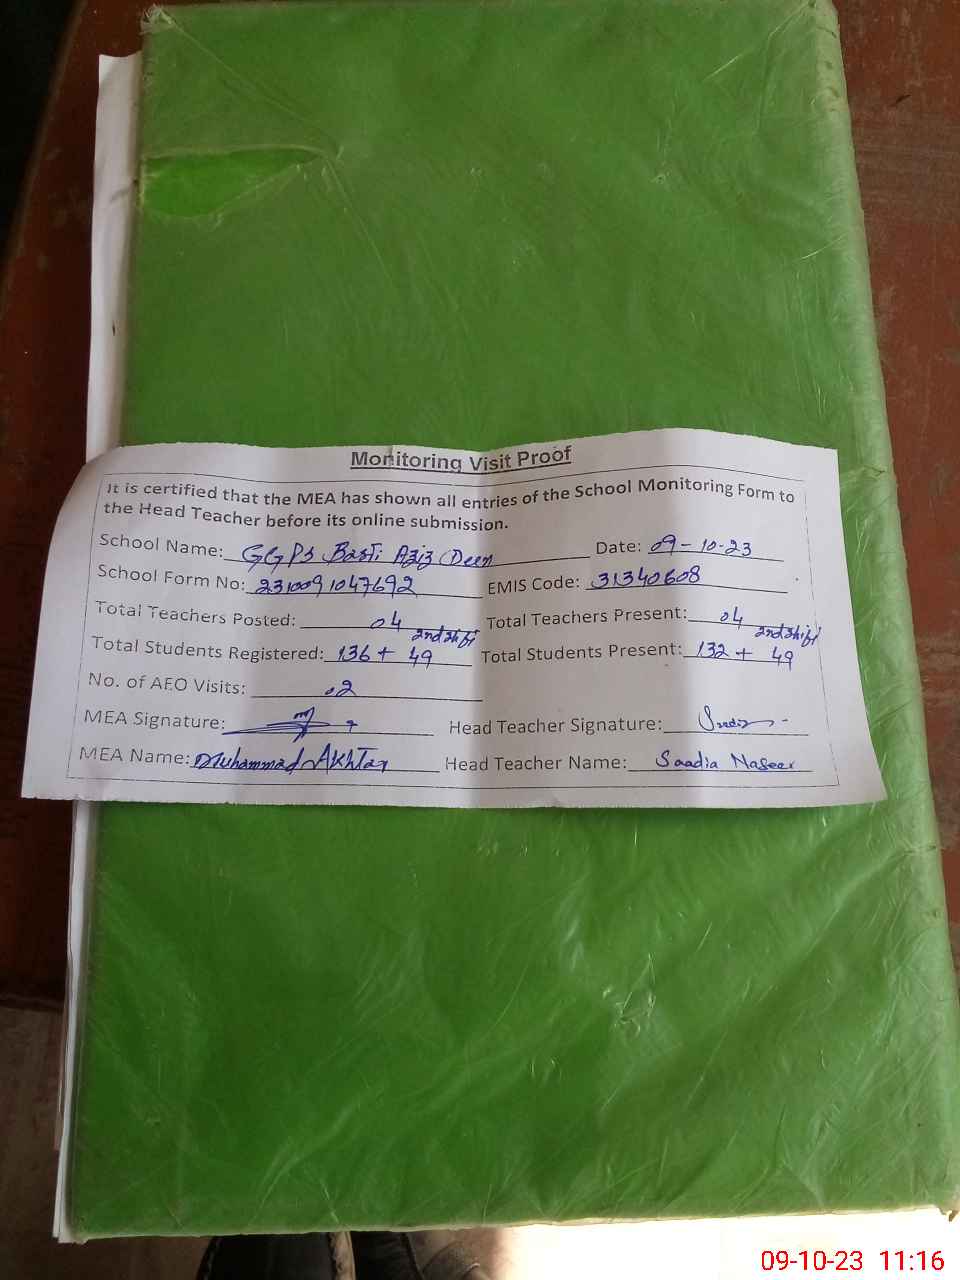 Monitoring Visit Proof
It is certified that the MEA has shown all entries of the School Monitoring Form to
the Head Teacher before its online submission.
School Name: GGPS Basti Aziz Deen Date: 09-10-23
School Form No: 2310091047692 EMIS Code: 31340608
Total Teachers Posted: 04 Total Teachers Present: 04
2nd shift 2nd shift
Total Students Registered: 136 + 49 Total Students Present: 132 + 49
No. of AEO Visits: 02
MEA Signature: Head Teacher Signature: Saadia
MEA Name: Muhammad Akhtar Head Teacher Name: Saadia Naseer
09-10-23 11:16